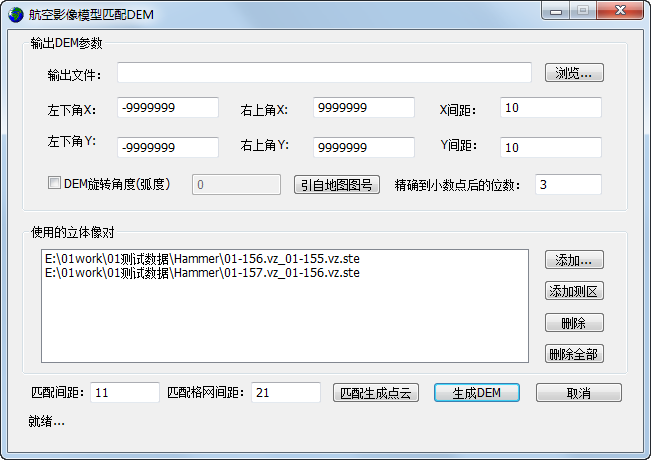 航空影像模型匹配DEM
输出DEM参数
输出文件：
浏览...
左下角X： -9999999 右上角X： 9999999 X间距： 10
左下角Y： -9999999 右上角Y： 9999999 Y间距： 10
DEM旋转角度(弧度） 0 引自地图图号 精确到小数点后的位数： 3
使用的立体像对
E:\01work\01测试数据\Hammer\01-156.vz_01-155.vz.ste
E:\01work\01测试数据\Hammer\01-157.vz_01-156.vz.ste
添加...
添加测区
删除
删除全部
匹配间距： 11 匹配格网间距： 21 匹配生成点云 生成DEM 取消
就绪...